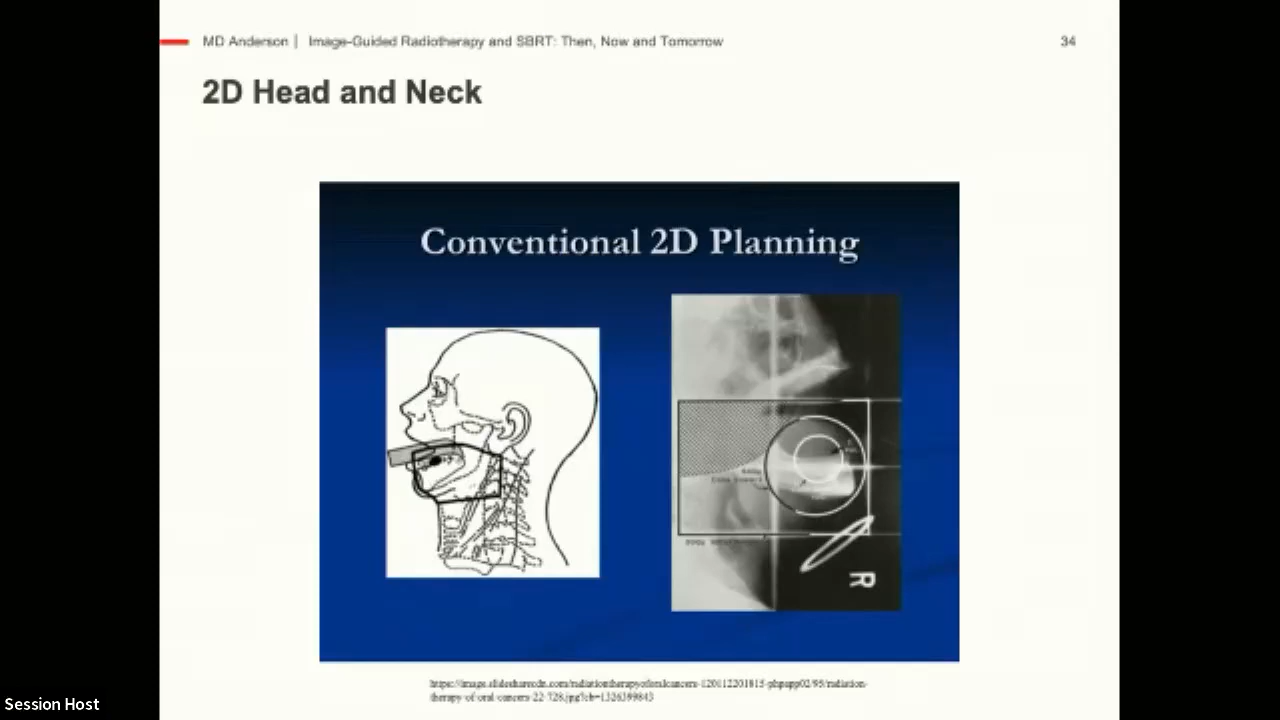 MD Anderson | Image-Guided Radiotherapy and SBRT: Then, Now and Tomorrow 34
2D Head and Neck
Conventional 2D Planning
R
https://image.slidesharecdn.com/radiationtherapyoforalcancers-120112201815-phpapp02/95/radiation-
therapy-of-oral-cancers-22-728.jpg?cb=1326399843
Session Host